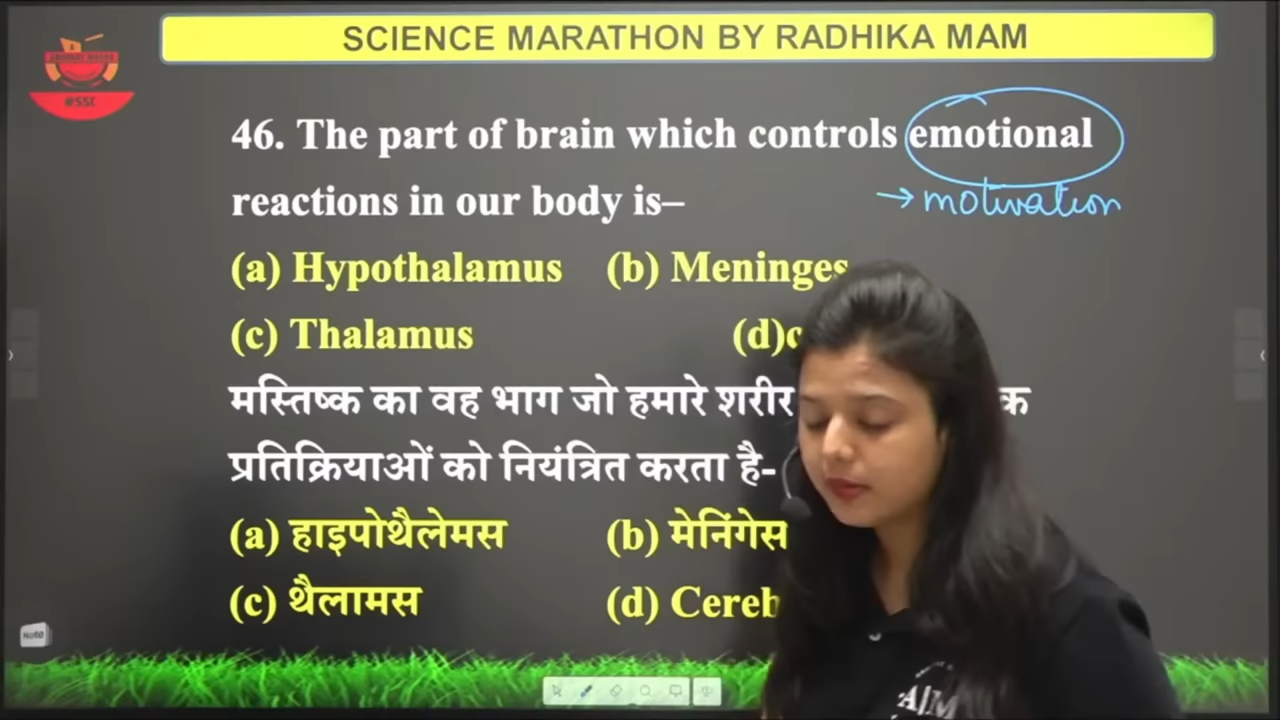 SCIENCE MARATHON BY RADHIKA MAM
#SSC
46. The part of brain which controls emotional
reactions in our body is–
→ motivation
(a) Hypothalamus (b) Meninges
(c) Thalamus (d)
मस्तिष्क का वह भाग जो हमारे शरीर
प्रतिक्रियाओं को नियंत्रित करता है-
(a) हाइपोथैलेमस (b) मेनिंगेस
(c) थैलामस (d)
AIM